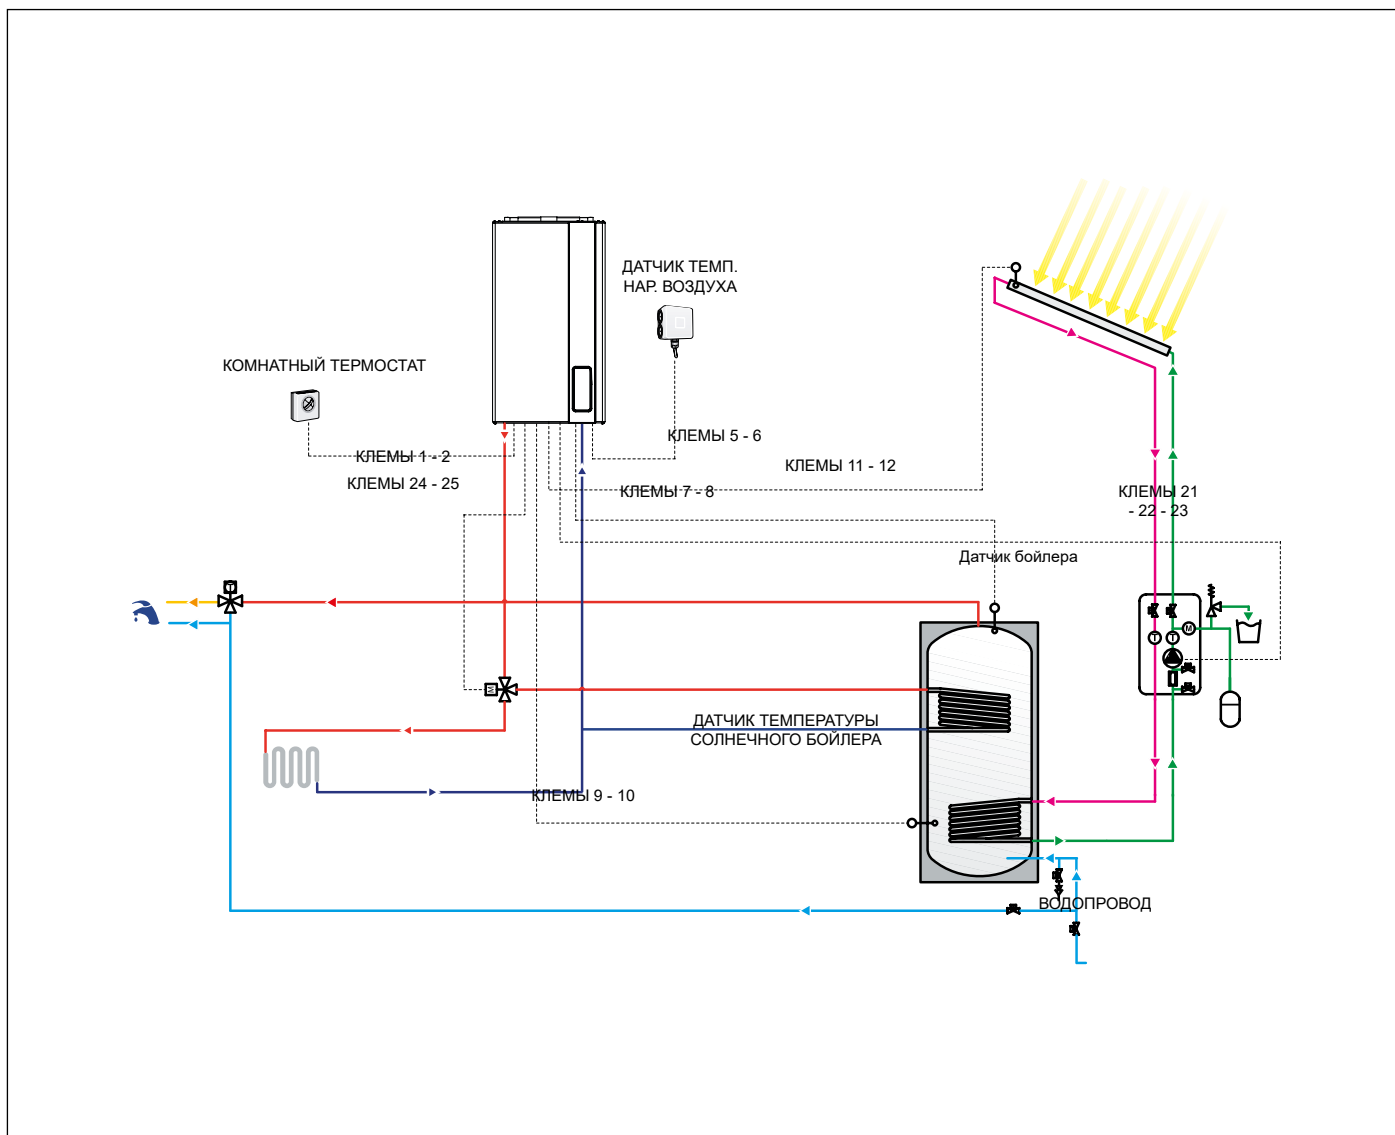 ДАТЧИК ТЕМП.
НАР. ВОЗДУХА
КОМНАТНЫЙ ТЕРМОСТАТ
КЛЕМЫ 5 - 6
КЛЕМЫ 1 - 2
КЛЕМЫ 11 - 12
КЛЕМЫ 24 - 25
КЛЕМЫ 7 - 8
КЛЕМЫ 21
- 22 - 23
Датчик бойлера
T
M
T
T
M
ДАТЧИК ТЕМПЕРАТУРЫ
СОЛНЕЧНОГО БОЙЛЕРА
КЛЕМЫ 9 - 10
ВОДОПРОВОД